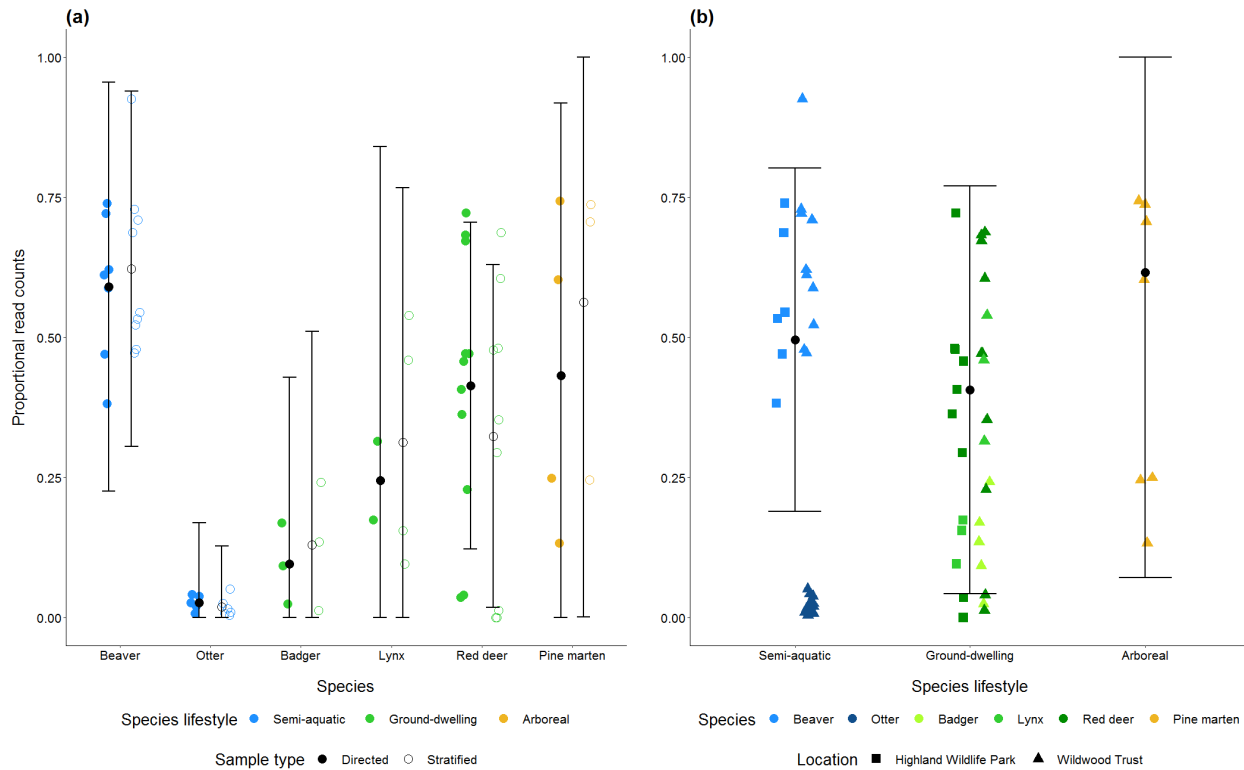 (a)
(b)
Proportional read counts
1.00
0.75
0.50
0.25
0.00
Beaver Otter Badger Lynx Red deer Pine marten
Species
Species lifestyle Semi-aquatic Ground-dwelling Arboreal
Sample type Directed Stratified
1.00
0.75
0.50
0.25
0.00
Semi-aquatic Ground-dwelling Arboreal
Species lifestyle
Species Beaver Otter Badger Lynx Red deer Pine marten
Location Highland Wildlife Park Wildwood Trust